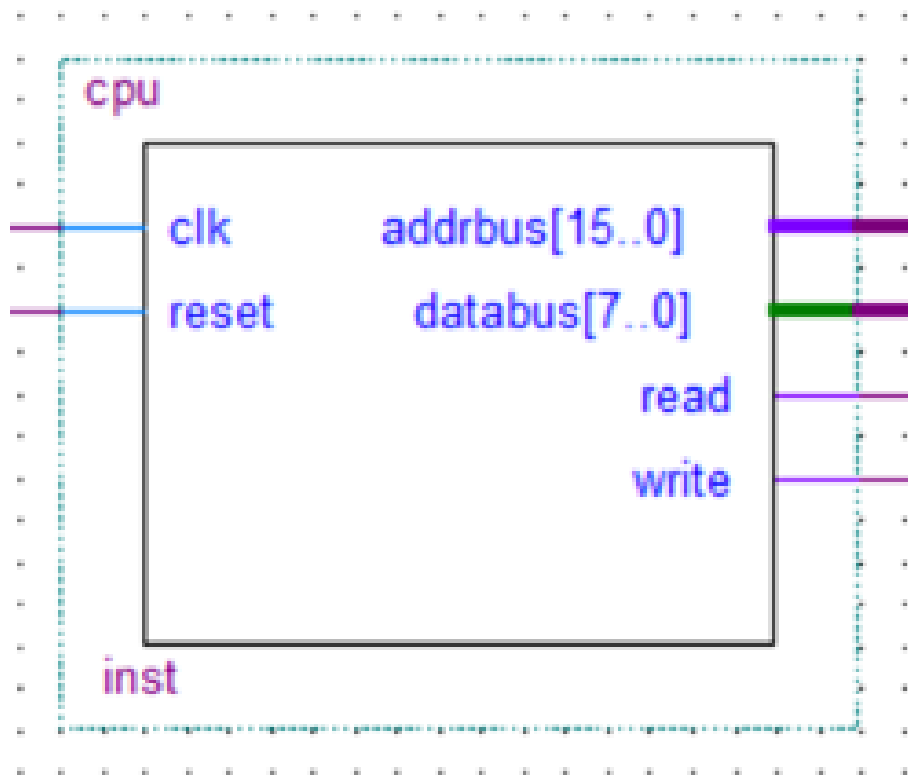 cpu
clk addrbus[15..0]
reset databus[7..0]
read
write
inst